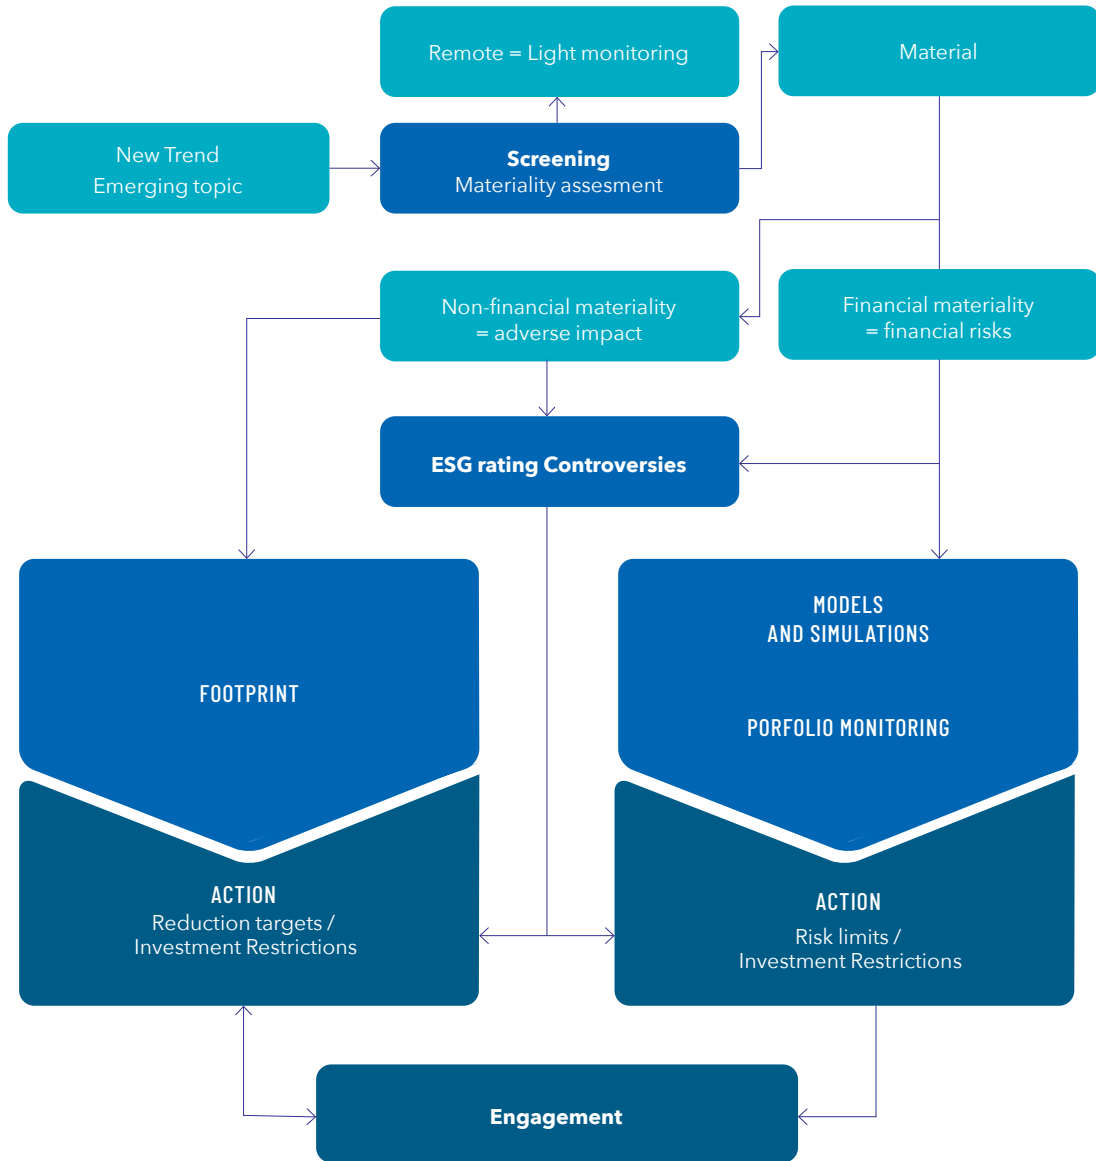 Remote = Light monitoring
Material
New Trend
Emerging topic
Screening
Materiality assesment
Non-financial materiality
= adverse impact
Financial materiality
= financial risks
ESG rating Controversies
FOOTPRINT
MODELS
AND SIMULATIONS
PORFOLIO MONITORING
ACTION
Reduction targets /
Investment Restrictions
ACTION
Risk limits /
Investment Restrictions
Engagement